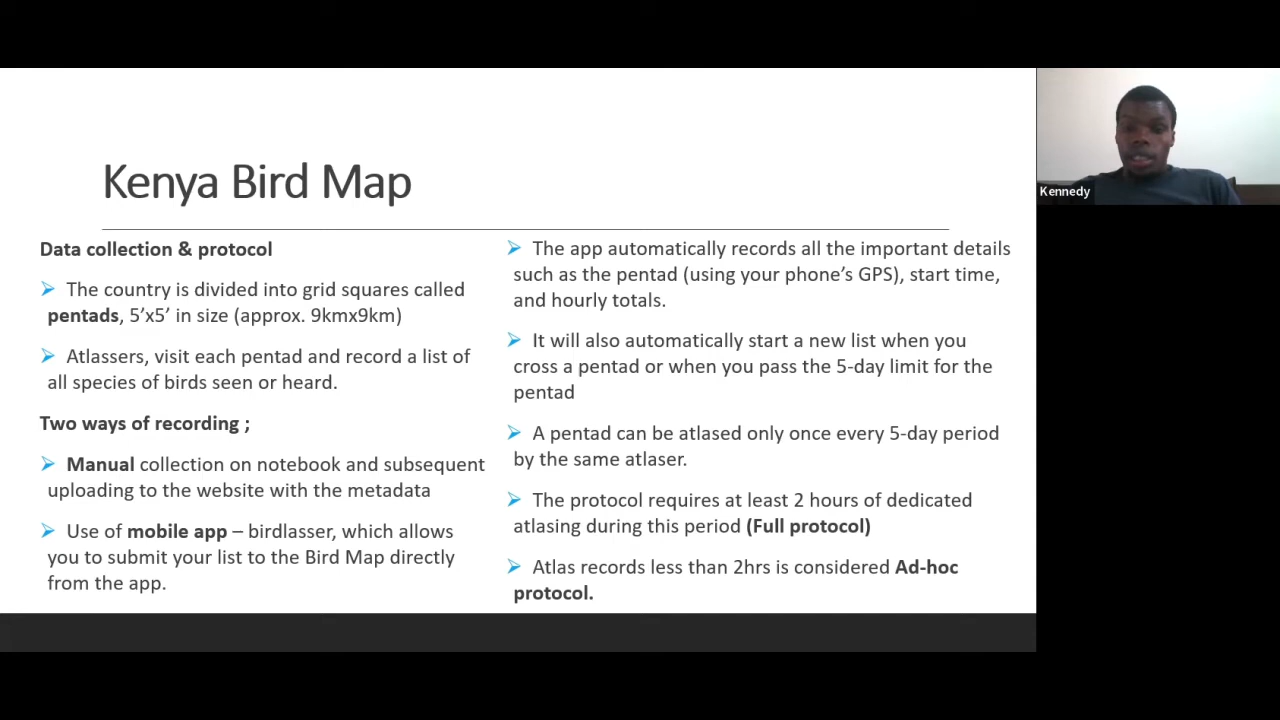 Kenya Bird Map
Data collection & protocol
➢ The country is divided into grid squares called
pentads, 5’x5’ in size (approx. 9kmx9km)
➢ Atlassers, visit each pentad and record a list of
all species of birds seen or heard.
Two ways of recording ;
➢ Manual collection on notebook and subsequent
uploading to the website with the metadata
➢ Use of mobile app – birdlasser, which allows
you to submit your list to the Bird Map directly
from the app.
➢ The app automatically records all the important details
such as the pentad (using your phone’s GPS), start time,
and hourly totals.
➢ It will also automatically start a new list when you
cross a pentad or when you pass the 5-day limit for the
pentad
➢ A pentad can be atlased only once every 5-day period
by the same atlaser.
➢ The protocol requires at least 2 hours of dedicated
atlasing during this period (Full protocol)
➢ Atlas records less than 2hrs is considered Ad-hoc
protocol.
Kennedy